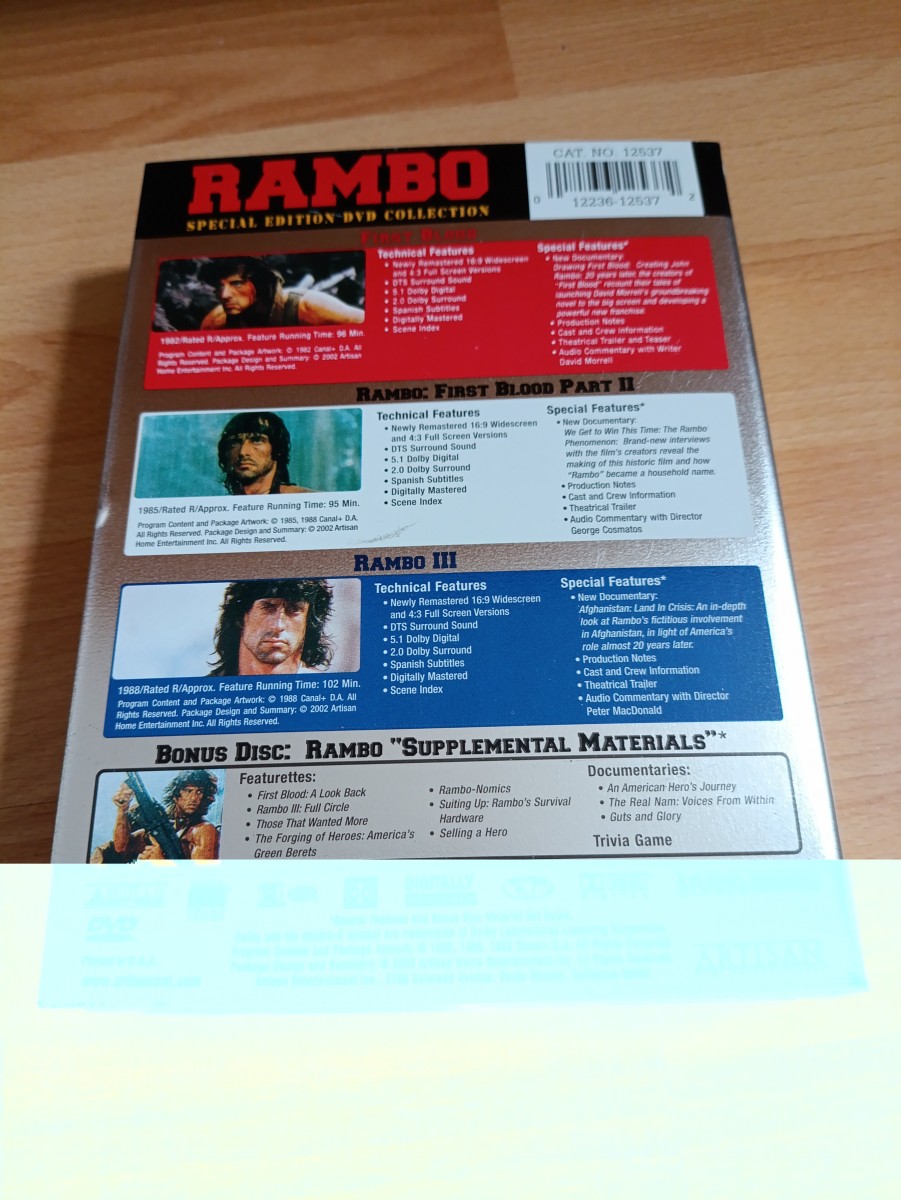 RAMBO
SPECIAL EDITION DVD COLLECTION
CAT. NO. 12537
0 12236-12537 2
FIRST BLOOD
1982/Rated R/Approx. Feature Running Time: 96 Min.
Program Content and Package Artwork: © 1982 Canal+ D.A. All
Rights Reserved. Package Design and Summary: © 2002 Artisan
Home Entertainment Inc. All Rights Reserved.
Technical Features
• Newly Remastered 16:9 Widescreen
and 4:3 Full Screen Versions
• DTS Surround Sound
• 5.1 Dolby Digital
• 2.0 Dolby Surround
• Spanish Subtitles
• Digitally Mastered
• Scene Index
Special Features*
• New Documentary:
Drawing First Blood: Creating John
Rambo: 20 years later, the creators of
"First Blood" recount their tales of
launching David Morrell's groundbreaking
novel to the big screen and developing a
powerful new franchise.
• Production Notes
• Cast and Crew Information
• Theatrical Trailer and Teaser
• Audio Commentary with Writer
David Morrell
RAMBO: FIRST BLOOD PART II
1985/Rated R/Approx. Feature Running Time: 95 Min.
Program Content and Package Artwork: © 1985, 1988 Canal+ D.A.
All Rights Reserved. Package Design and Summary: © 2002 Artisan
Home Entertainment Inc. All Rights Reserved.
Technical Features
• Newly Remastered 16:9 Widescreen
and 4:3 Full Screen Versions
• DTS Surround Sound
• 5.1 Dolby Digital
• 2.0 Dolby Surround
• Spanish Subtitles
• Digitally Mastered
• Scene Index
Special Features*
• New Documentary:
We Get to Win This Time: The Rambo
Phenomenon: Brand-new interviews
with the film's creators reveal the
making of this historic film and how
"Rambo" became a household name.
• Production Notes
• Cast and Crew Information
• Theatrical Trailer
• Audio Commentary with Director
George Cosmatos
RAMBO III
1988/Rated R/Approx. Feature Running Time: 102 Min.
Program Content and Package Artwork: © 1988 Canal+ D.A. All
Rights Reserved. Package Design and Summary: © 2002 Artisan
Home Entertainment Inc. All Rights Reserved.
Technical Features
• Newly Remastered 16:9 Widescreen
and 4:3 Full Screen Versions
• DTS Surround Sound
• 5.1 Dolby Digital
• 2.0 Dolby Surround
• Spanish Subtitles
• Digitally Mastered
• Scene Index
Special Features*
• New Documentary:
Afghanistan: Land In Crisis: An in-depth
look at Rambo's fictitious involvement
in Afghanistan, in light of America's
role almost 20 years later.
• Production Notes
• Cast and Crew Information
• Theatrical Trailer
• Audio Commentary with Director
Peter MacDonald
BONUS DISC: RAMBO "SUPPLEMENTAL MATERIALS"*
Featurettes:
• First Blood: A Look Back
• Rambo III: Full Circle
• Those That Wanted More
• The Forging of Heroes: America's
Green Berets
• Rambo-Nomics
• Suiting Up: Rambo's Survival
Hardware
• Selling a Hero
Documentaries:
• An American Hero's Journey
• The Real Nam: Voices From Within
• Guts and Glory
Trivia Game
DVD
ARTISAN